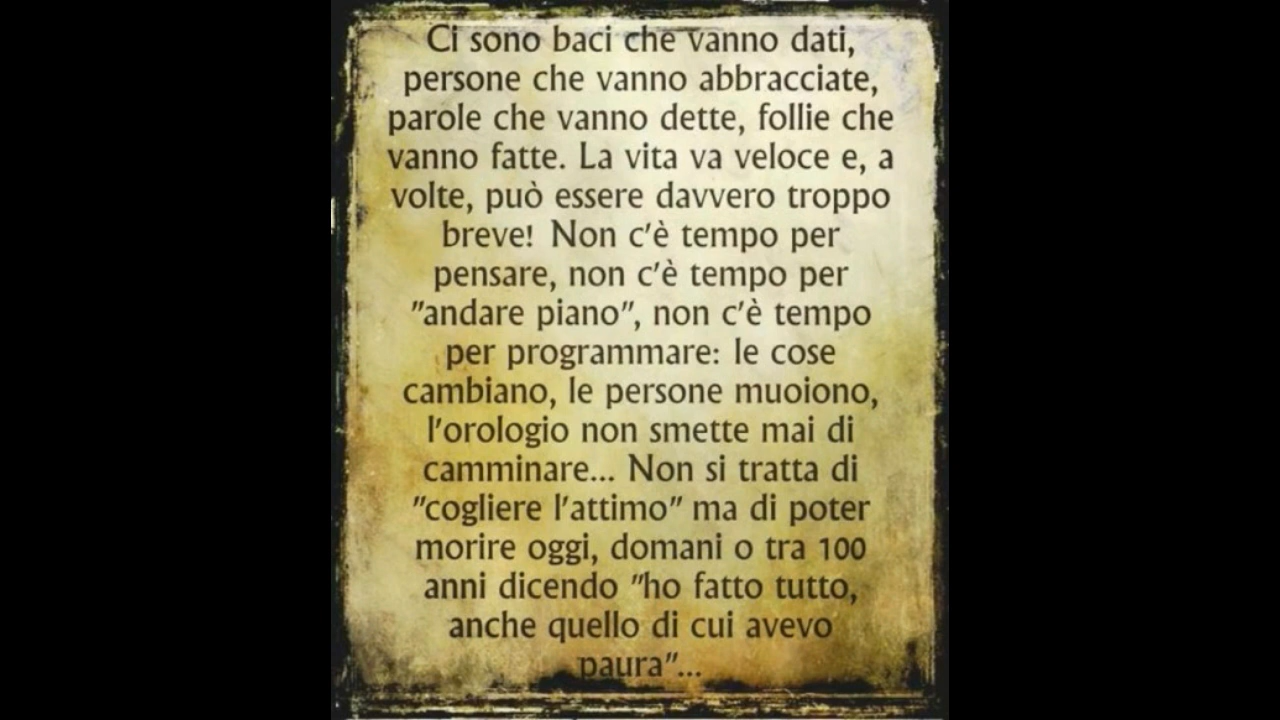 Ci sono baci che vanno dati,
persone che vanno abbracciate,
parole che vanno dette, follie che
vanno fatte. La vita va veloce e, a
volte, può essere davvero troppo
breve! Non c'è tempo per
pensare, non c'è tempo per
"andare piano", non c'è tempo
per programmare: le cose
cambiano, le persone muoiono,
l'orologio non smette mai di
camminare... Non si tratta di
"cogliere l'attimo" ma di poter
morire oggi, domani o tra 100
anni dicendo "ho fatto tutto,
anche quello di cui avevo
paura"...